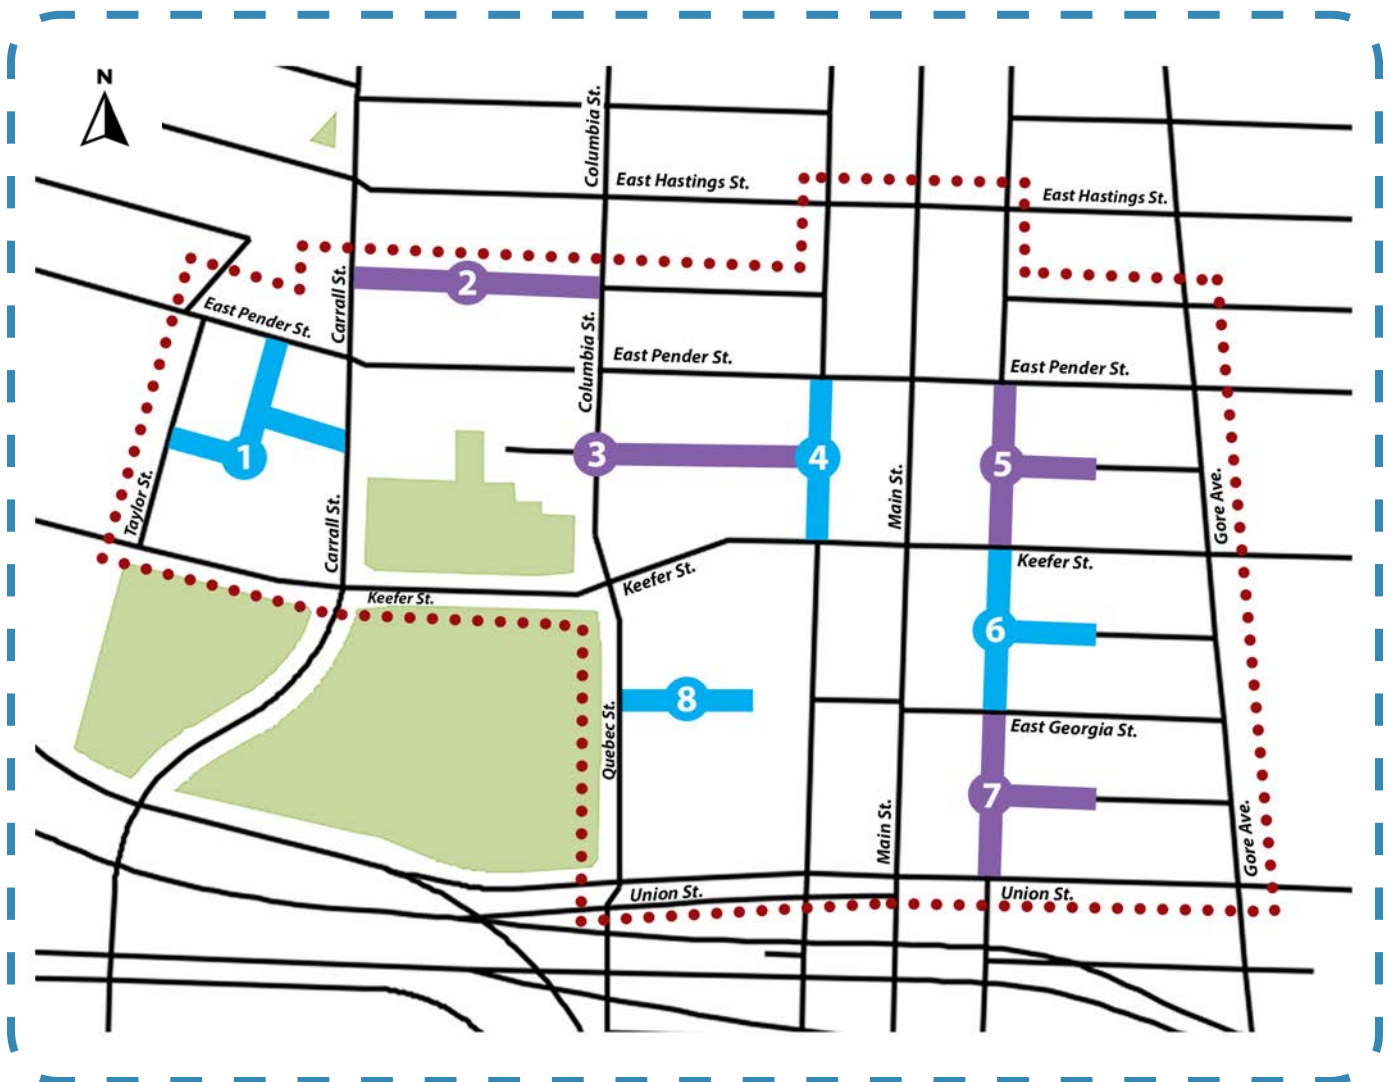 N
Columbia St.
East Hastings St.
East Hastings St.
Carrall St.
2
East Pender St.
Columbia St.
East Pender St.
East Pender St.
1
3
4
5
Taylor St.
Carrall St.
Main St.
Gore Ave.
Keefer St.
Keefer St.
Keefer St.
6
8
Quebec St.
East Georgia St.
7
Main St.
Gore Ave.
Union St.
Union St.